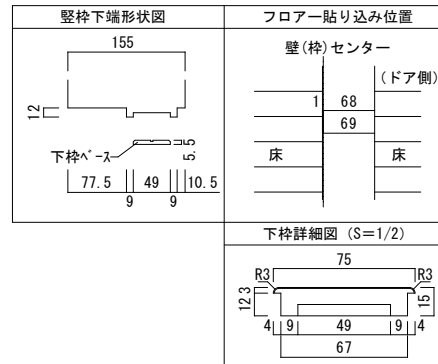 竪枠下端形状図
155
12
下枠ﾍﾞｰｽ
5.5
77.5
49
10.5
9
9
フロアー貼り込み位置
壁(枠)センター
(ドア側)
1
68
69
床
床
下枠詳細図 (S=1/2)
75
R3
R3
3
12
15
4
9
49
9
4
67